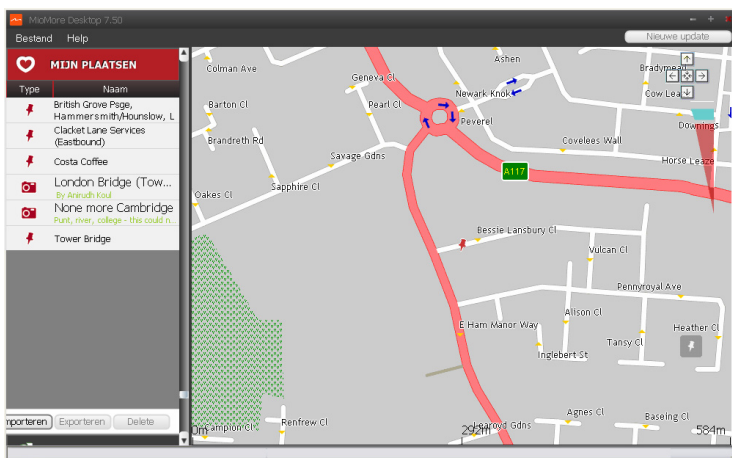 MioMore Desktop 7.50
Bestand Help
Nieuwe update
MIJN PLAATSEN
Type Naam
British Grove Psge,
Hammersmith/Hounslow, L
Clacket Lane Services
(Eastbound)
Costa Coffee
London Bridge (Tow...
By Anirudh Koul
None more Cambridge
Punt, river, college - this could n...
Tower Bridge
mporteren Exporteren Delete
Colman Ave
Geneva Cl
Ashen
Bradymead
Newark Knok
Cow Lea
Barton Cl
Pearl Cl
Peverel
Downings
Brandreth Rd
Covelees Wall
Savage Gdns
Horse Leaze
A117
Sapphire Cl
Oakes Cl
Bessie Lansbury Cl
Vulcan Cl
Pennyroyal Ave
Alison Cl
E Ham Manor Way
Heather Cl
Tansy Cl
Inglebert St
Agnes Cl
Baseing Cl
Renfrew Cl
Learoyd Gdns
Campion Cl
0m
292m
584m